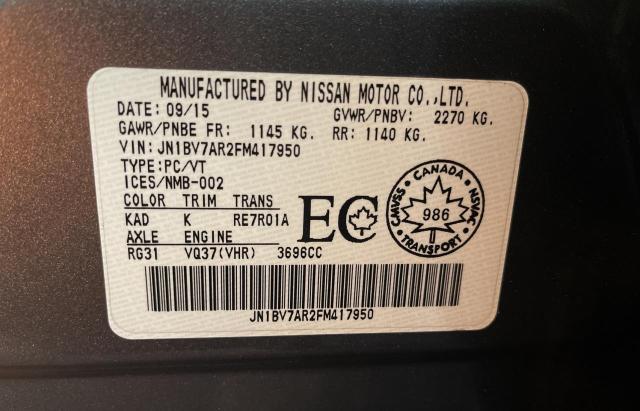 MANUFACTURED BY NISSAN MOTOR CO.,LTD.
DATE: 09/15 GVWR/PNBV: 2270 KG.
GAWR/PNBE FR: 1145 KG. RR: 1140 KG.
VIN: JN1BV7AR2FM417950
TYPE: PC/VT
ICES/NMB-002
COLOR TRIM TRANS
KAD K RE7R01A
AXLE ENGINE
RG31 VQ37(VHR) 3696CC
EC
CANADA
CMVSS 986 NSVAC
TRANSPORT
JN1BV7AR2FM417950